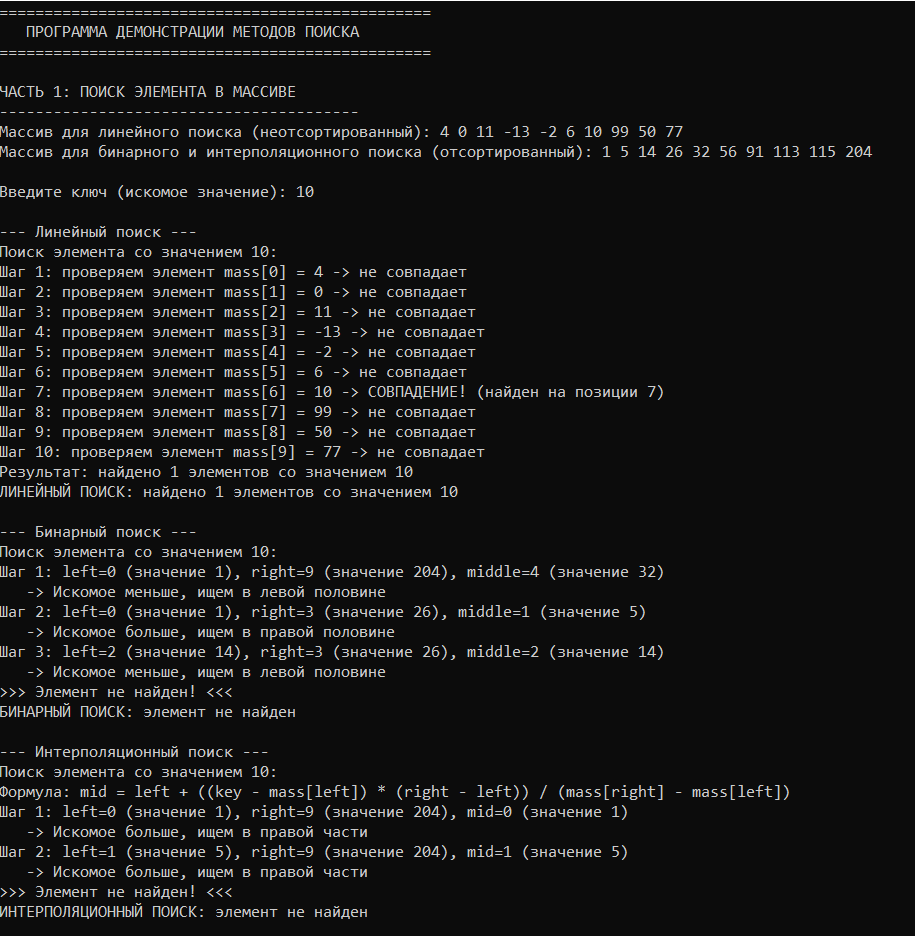 ================================================
ПРОГРАММА ДЕМОНСТРАЦИИ МЕТОДОВ ПОИСКА
================================================
ЧАСТЬ 1: ПОИСК ЭЛЕМЕНТА В МАССИВЕ
----------------------------------------
Массив для линейного поиска (неотсортированный): 4 0 11 -13 -2 6 10 99 50 77
Массив для бинарного и интерполяционного поиска (отсортированный): 1 5 14 26 32 56 91 113 115 204
Введите ключ (искомое значение): 10
--- Линейный поиск ---
Поиск элемента со значением 10:
Шаг 1: проверяем элемент mass[0] = 4 -> не совпадает
Шаг 2: проверяем элемент mass[1] = 0 -> не совпадает
Шаг 3: проверяем элемент mass[2] = 11 -> не совпадает
Шаг 4: проверяем элемент mass[3] = -13 -> не совпадает
Шаг 5: проверяем элемент mass[4] = -2 -> не совпадает
Шаг 6: проверяем элемент mass[5] = 6 -> не совпадает
Шаг 7: проверяем элемент mass[6] = 10 -> СОВПАДЕНИЕ! (найден на позиции 7)
Шаг 8: проверяем элемент mass[7] = 99 -> не совпадает
Шаг 9: проверяем элемент mass[8] = 50 -> не совпадает
Шаг 10: проверяем элемент mass[9] = 77 -> не совпадает
Результат: найдено 1 элементов со значением 10
ЛИНЕЙНЫЙ ПОИСК: найдено 1 элементов со значением 10
--- Бинарный поиск ---
Поиск элемента со значением 10:
Шаг 1: left=0 (значение 1), right=9 (значение 204), middle=4 (значение 32)
-> Искомое меньше, ищем в левой половине
Шаг 2: left=0 (значение 1), right=3 (значение 26), middle=1 (значение 5)
-> Искомое больше, ищем в правой половине
Шаг 3: left=2 (значение 14), right=3 (значение 26), middle=2 (значение 14)
-> Искомое меньше, ищем в левой половине
>>> Элемент не найден! <<<
БИНАРНЫЙ ПОИСК: элемент не найден
--- Интерполяционный поиск ---
Поиск элемента со значением 10:
Формула: mid = left + ((key - mass[left]) * (right - left)) / (mass[right] - mass[left])
Шаг 1: left=0 (значение 1), right=9 (значение 204), mid=0 (значение 1)
-> Искомое больше, ищем в правой части
Шаг 2: left=1 (значение 5), right=9 (значение 204), mid=1 (значение 5)
-> Искомое больше, ищем в правой части
>>> Элемент не найден! <<<
ИНТЕРПОЛЯЦИОННЫЙ ПОИСК: элемент не найден